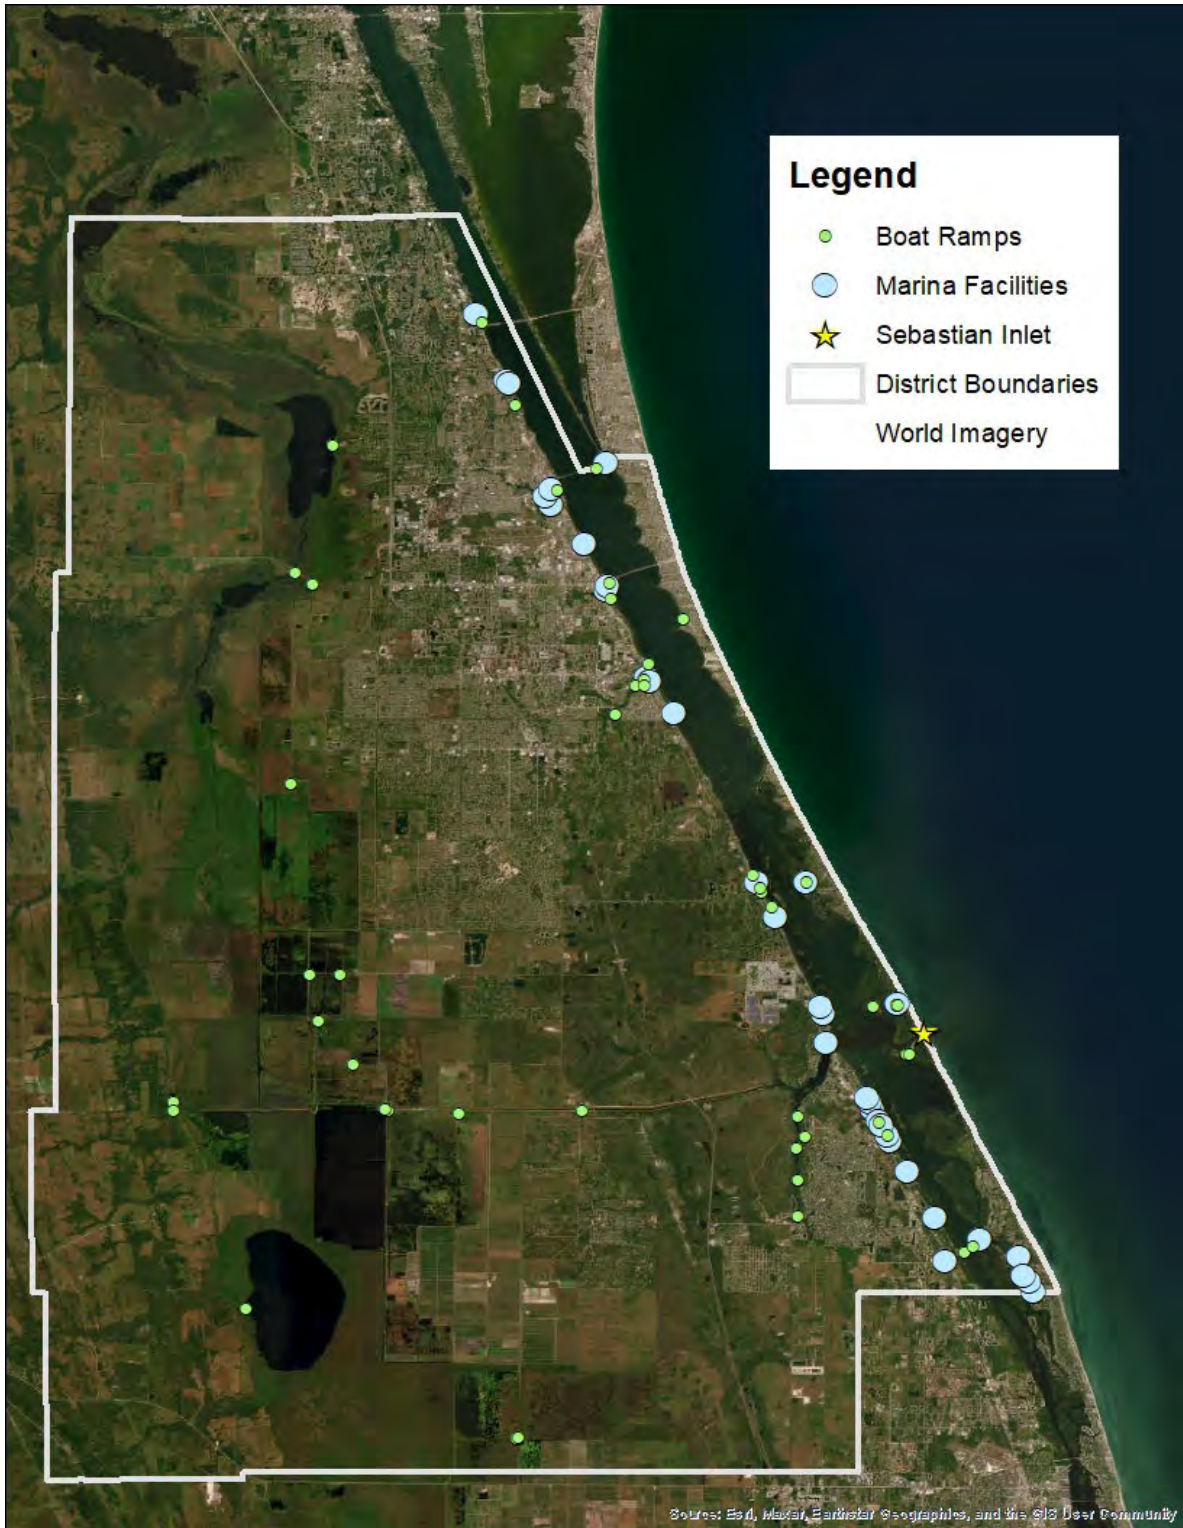 Legend
Boat Ramps
Marina Facilities
Sebastian Inlet
District Boundaries
World Imagery
Source: Esri, Maxar, Earthstar Geographics, and the GIS User Community